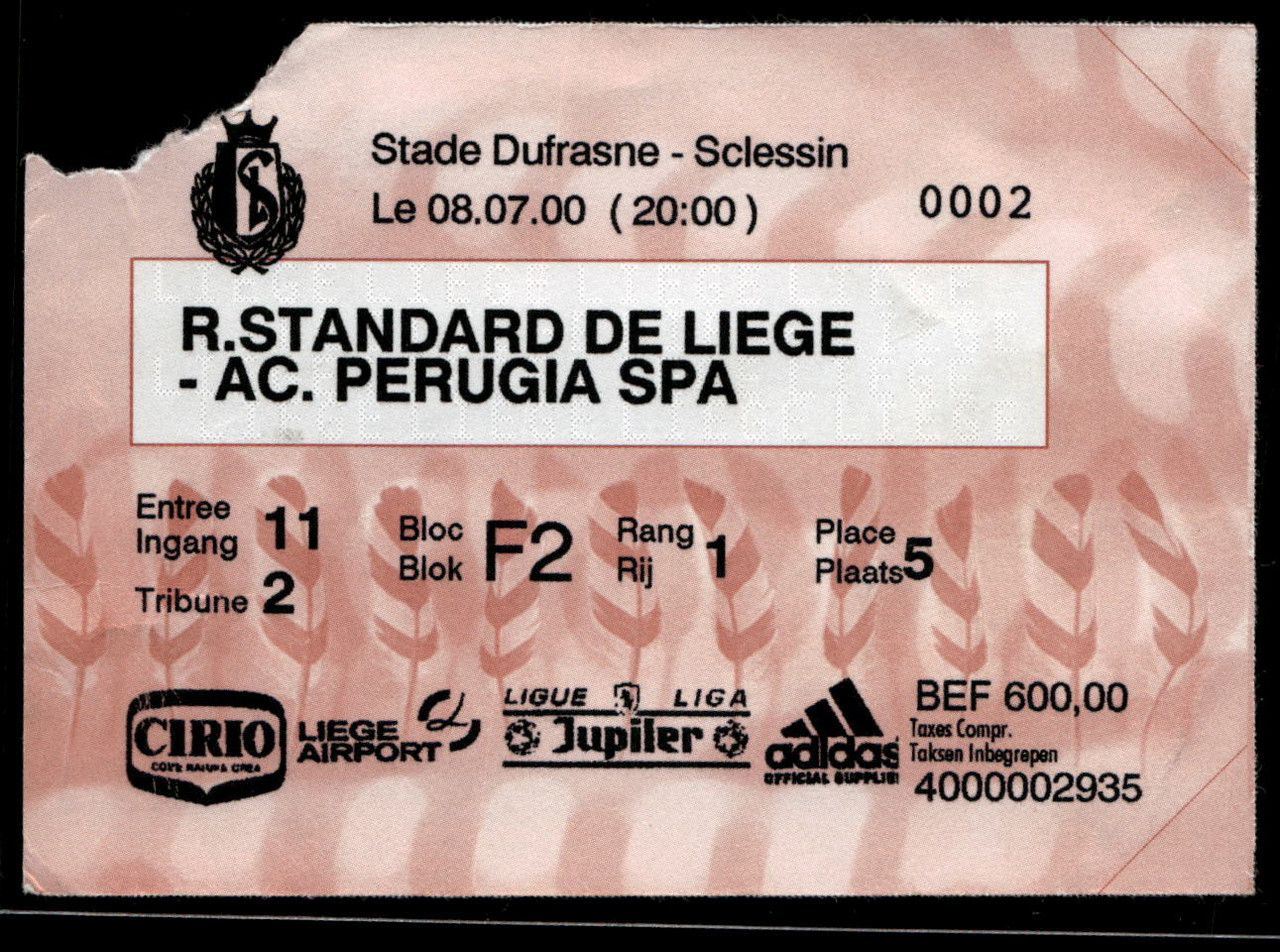 Stade Dufrasne - Sclessin
Le 08.07.00 ( 20:00 )
0002
R.STANDARD DE LIEGE
- AC. PERUGIA SPA
Entree
Ingang 11
Tribune 2
Bloc
Blok F2
Rang
Rij 1
Place
Plaats 5
CIRIO
LIEGE
AIRPORT
LIGUE LIGA
Jupiler
adidas
OFFICIAL SUPPLIE
BEF 600,00
Taxes Compr.
Taksen Inbegrepen
4000002935